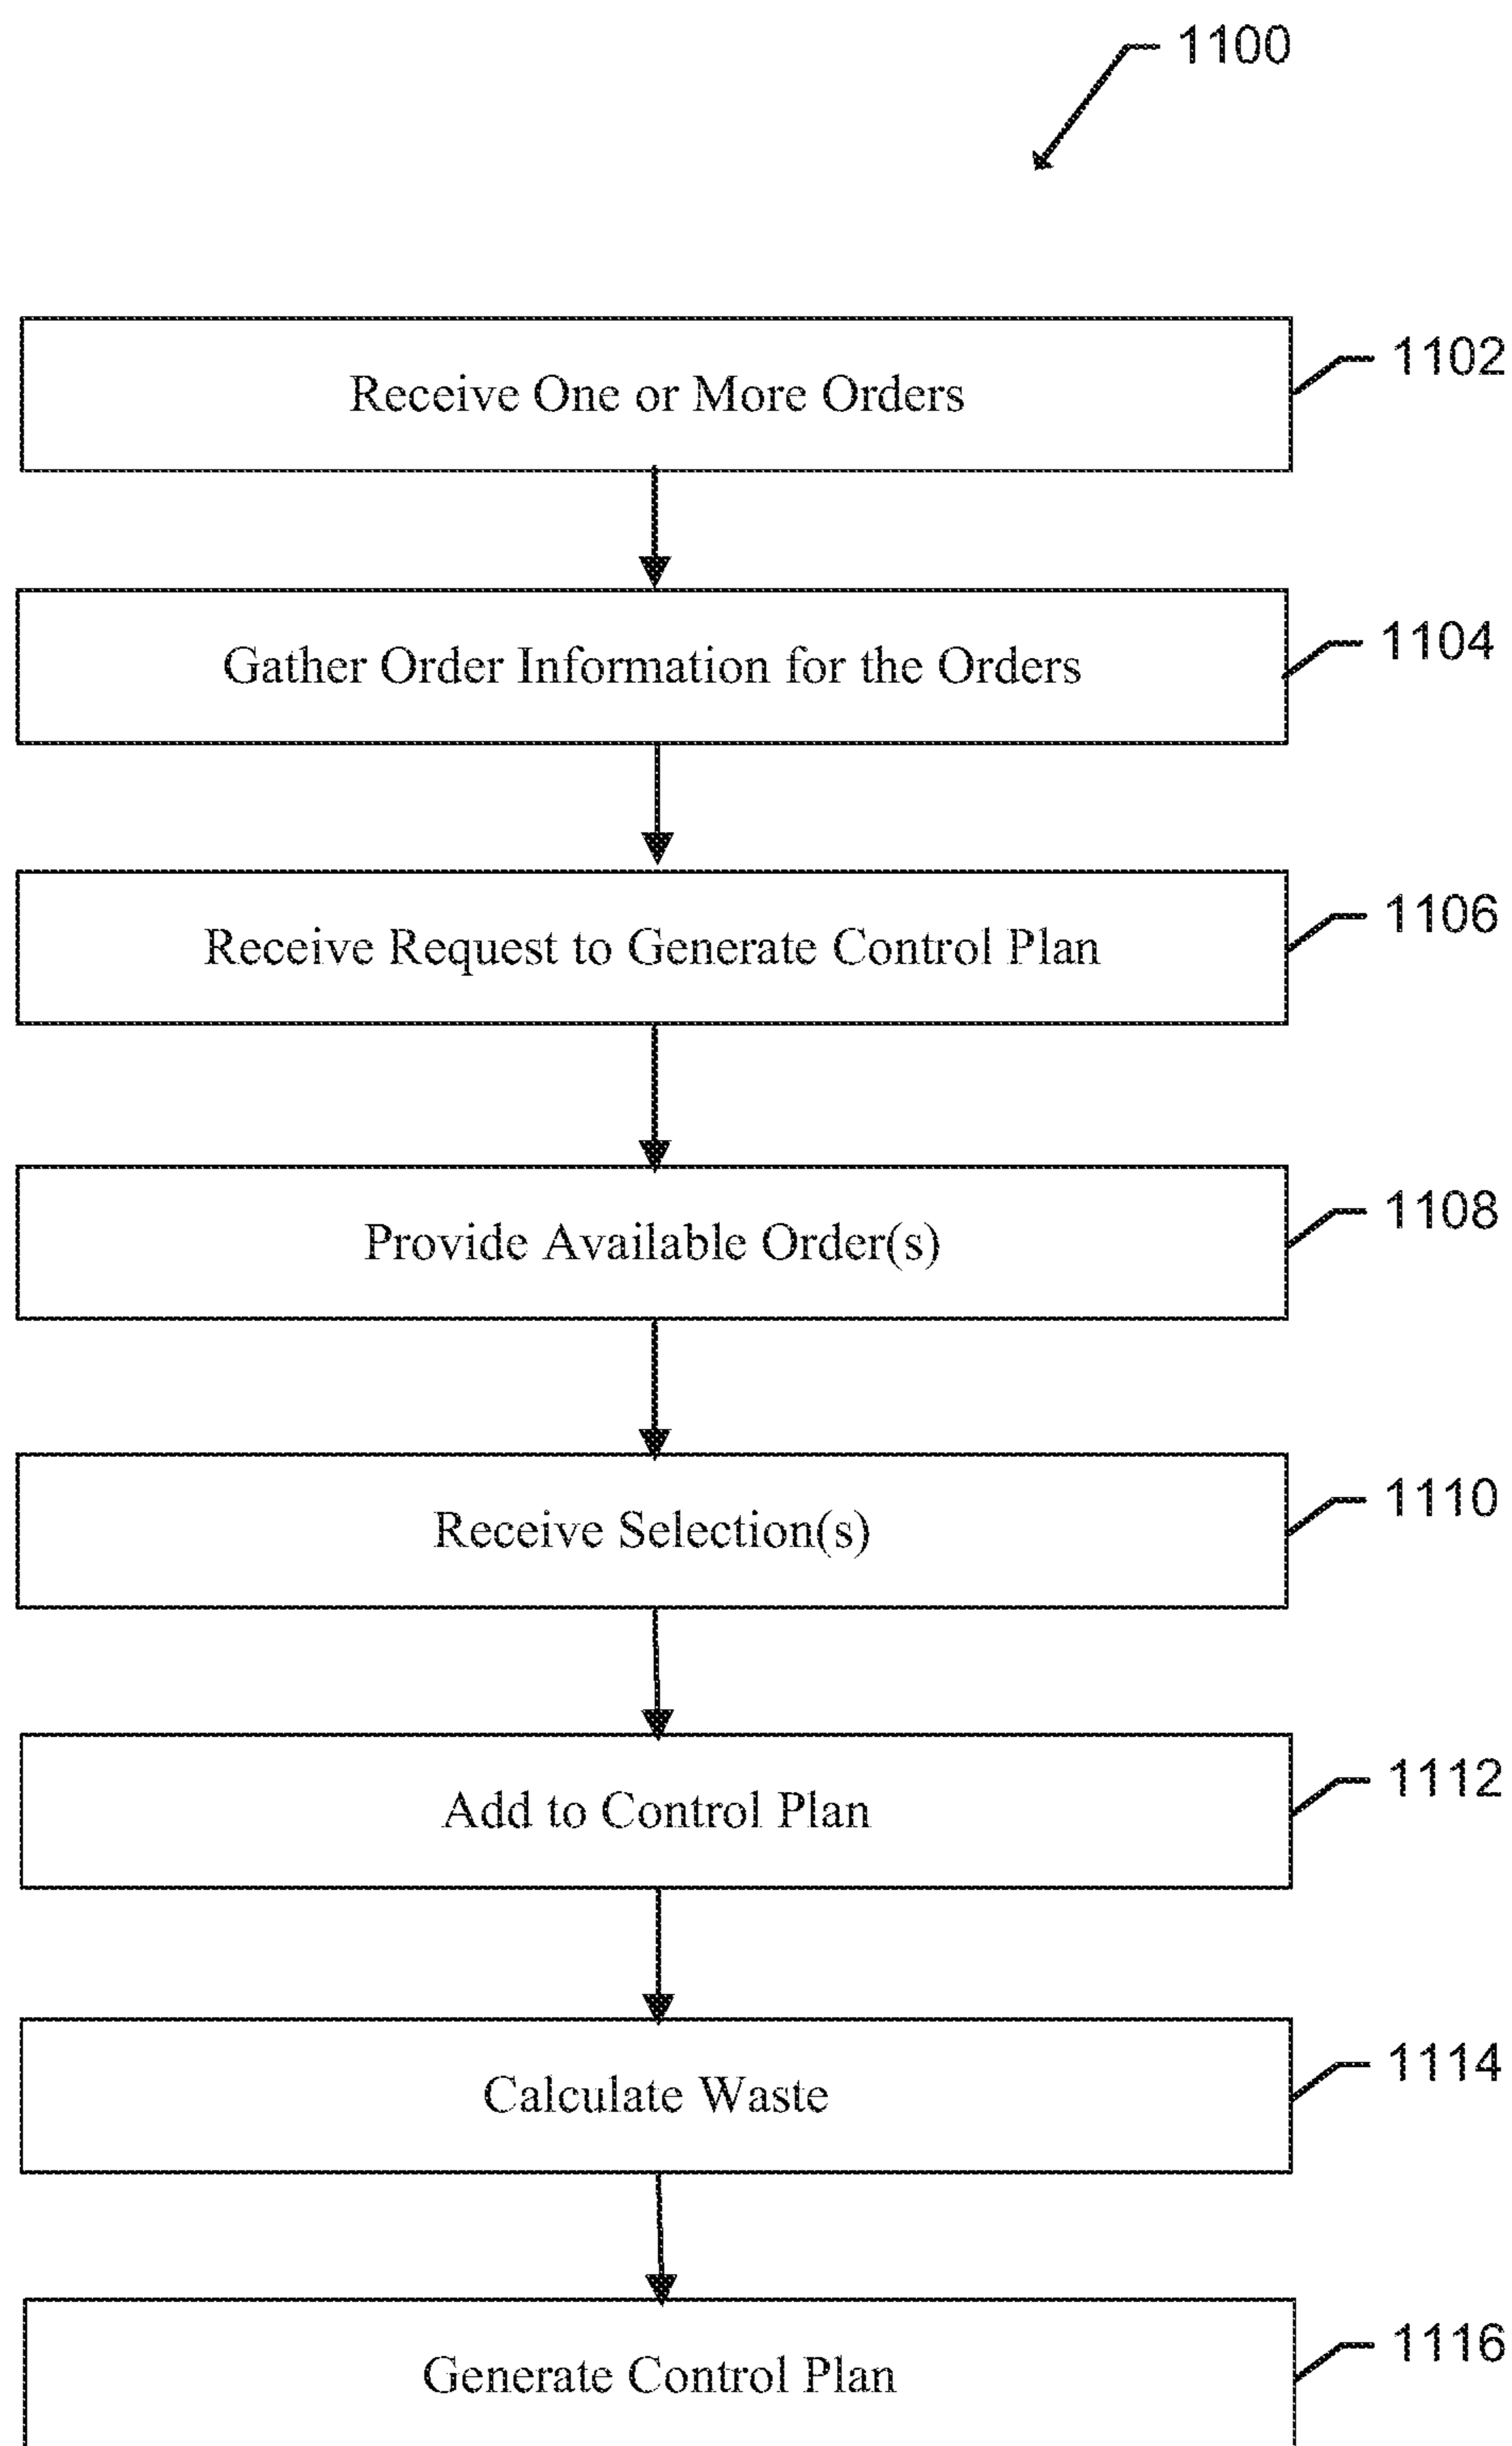 1100
Receive One or More Orders
1102
Gather Order Information for the Orders
1104
Receive Request to Generate Control Plan
1106
Provide Available Order(s)
1108
Receive Selection(s)
1110
Add to Control Plan
1112
Calculate Waste
1114
Generate Control Plan
1116